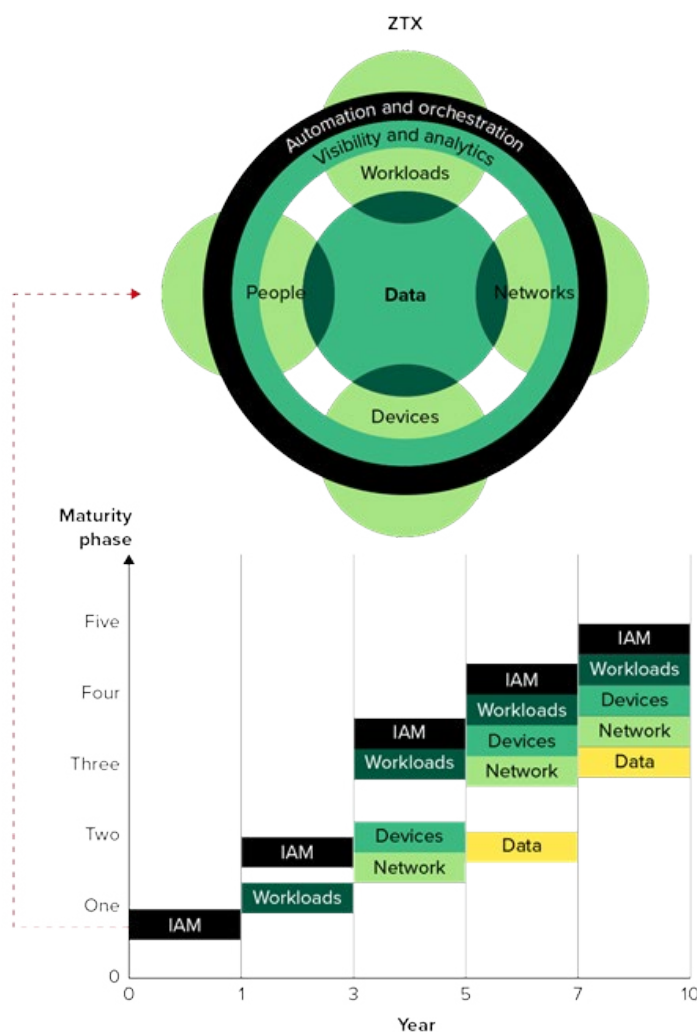 ZTX
Automation and orchestration
Visibility and analytics
Workloads
People
Data
Networks
Devices
Maturity
phase
Five
Four
Three
Two
One
0
IAM
IAM
Workloads
IAM
Workloads
Devices
Network
IAM
Workloads
Devices
Network
Data
IAM
Workloads
Devices
Network
Data
0 1 3 5 7 10
Year